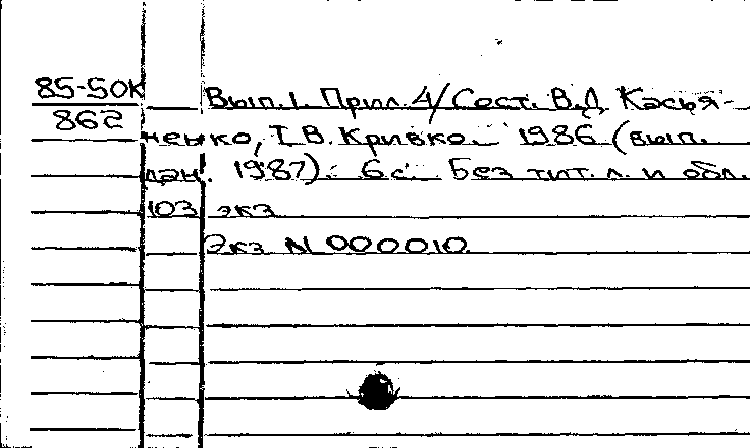 85-50К
862
Вып. 1. Прил. 4/Сост. В.Д. Касья-
ненко, Т.В. Кривко. – 1986 (вып.
дан. 1987). – 6 с. – Без тит. л. и обл.
103 экз
Экз N 000010